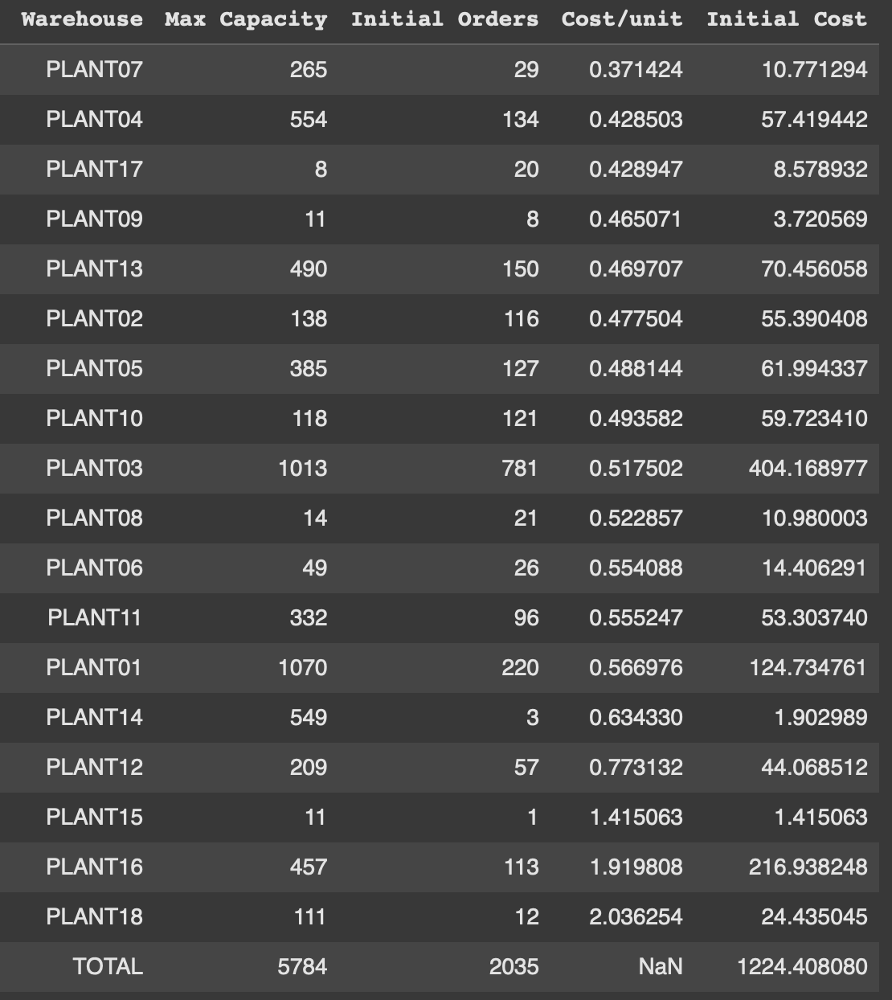 Warehouse Max Capacity Initial Orders Cost/unit Initial Cost
PLANT07 265 29 0.371424 10.771294
PLANT04 554 134 0.428503 57.419442
PLANT17 8 20 0.428947 8.578932
PLANT09 11 8 0.465071 3.720569
PLANT13 490 150 0.469707 70.456058
PLANT02 138 116 0.477504 55.390408
PLANT05 385 127 0.488144 61.994337
PLANT10 118 121 0.493582 59.723410
PLANT03 1013 781 0.517502 404.168977
PLANT08 14 21 0.522857 10.980003
PLANT06 49 26 0.554088 14.406291
PLANT11 332 96 0.555247 53.303740
PLANT01 1070 220 0.566976 124.734761
PLANT14 549 3 0.634330 1.902989
PLANT12 209 57 0.773132 44.068512
PLANT15 11 1 1.415063 1.415063
PLANT16 457 113 1.919808 216.938248
PLANT18 111 12 2.036254 24.435045
TOTAL 5784 2035 NaN 1224.408080